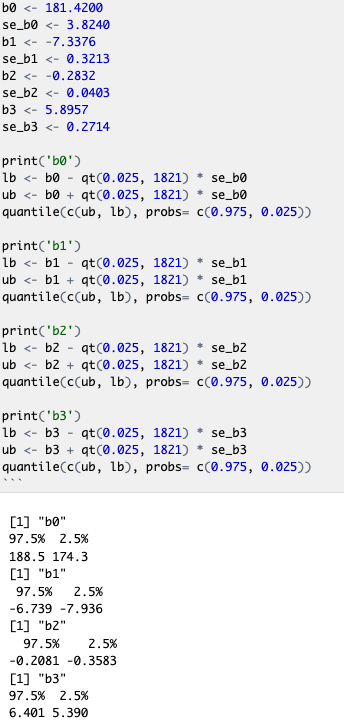 b0 <- 181.4200
se_b0 <- 3.8240
b1 <- -7.3376
se_b1 <- 0.3213
b2 <- -0.2832
se_b2 <- 0.0403
b3 <- 5.8957
se_b3 <- 0.2714
print('b0')
lb <- b0 - qt(0.025, 1821) * se_b0
ub <- b0 + qt(0.025, 1821) * se_b0
quantile(c(ub, lb), probs= c(0.975, 0.025))
print('b1')
lb <- b1 - qt(0.025, 1821) * se_b1
ub <- b1 + qt(0.025, 1821) * se_b1
quantile(c(ub, lb), probs= c(0.975, 0.025))
print('b2')
lb <- b2 - qt(0.025, 1821) * se_b2
ub <- b2 + qt(0.025, 1821) * se_b2
quantile(c(ub, lb), probs= c(0.975, 0.025))
print('b3')
lb <- b3 - qt(0.025, 1821) * se_b3
ub <- b3 + qt(0.025, 1821) * se_b3
quantile(c(ub, lb), probs= c(0.975, 0.025))
```
[1] "b0"
97.5% 2.5%
188.5 174.3
[1] "b1"
97.5% 2.5%
-6.739 -7.936
[1] "b2"
97.5% 2.5%
-0.2081 -0.3583
[1] "b3"
97.5% 2.5%
6.401 5.390